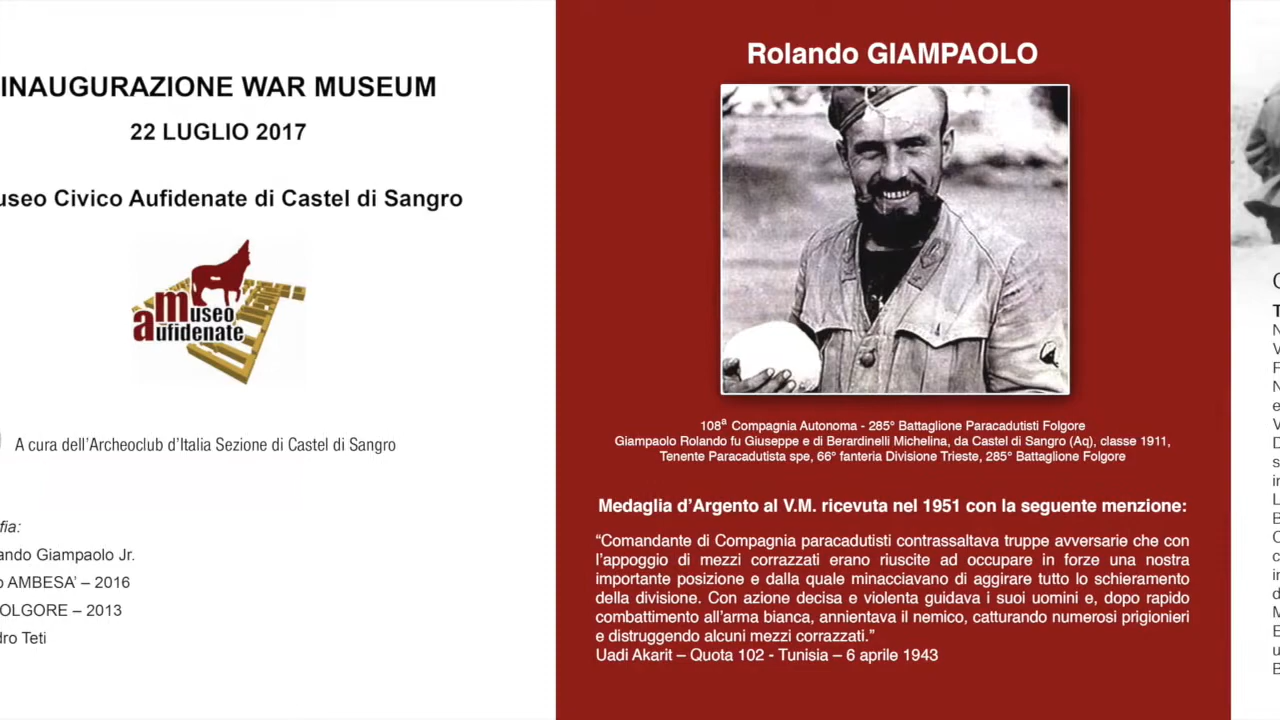 INAUGURAZIONE WAR MUSEUM
22 LUGLIO 2017
Civico Aufidenate di Castel di Sangro
museo
aufidenate
A cura dell'Archeoclub d'Italia Sezione di Castel di Sangro
Giampaolo Jr.
AMBESA' – 2016
– 2013
Teti
Rolando GIAMPAOLO
108ª Compagnia Autonoma - 285° Battaglione Paracadutisti Folgore
Giampaolo Rolando fu Giuseppe e di Berardinelli Michelina, da Castel di Sangro (Aq), classe 1911,
Tenente Paracadutista spe, 66° fanteria Divisione Trieste, 285° Battaglione Folgore
Medaglia d'Argento al V.M. ricevuta nel 1951 con la seguente menzione:
“Comandante di Compagnia paracadutisti contrassaltava truppe avversarie che con
l'appoggio di mezzi corrazzati erano riuscite ad occupare in forze una nostra
importante posizione e dalla quale minacciavano di aggirare tutto lo schieramento
della divisione. Con azione decisa e violenta guidava i suoi uomini e, dopo rapido
combattimento all'arma bianca, annientava il nemico, catturando numerosi prigionieri
e distruggendo alcuni mezzi corrazzati.”
Uadi Akarit – Quota 102 - Tunisia – 6 aprile 1943